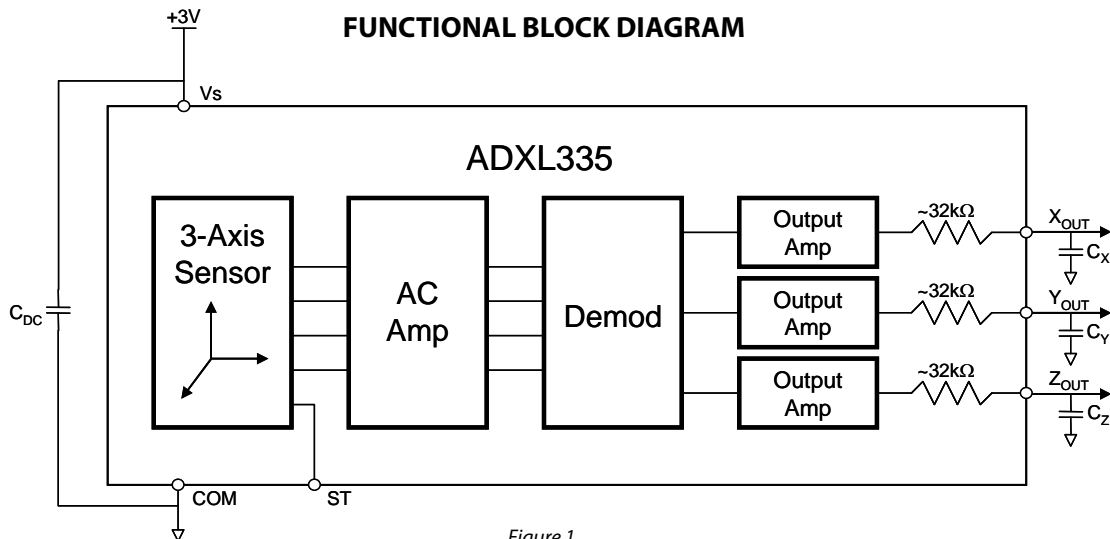 +3V
FUNCTIONAL BLOCK DIAGRAM
Vs
ADXL335
3-Axis
Sensor
AC
Amp
Demod
Output
Amp
~32kΩ
XOUT
CX
Output
Amp
~32kΩ
YOUT
CY
Output
Amp
~32kΩ
ZOUT
CZ
CDC
COM
ST
Figure 1